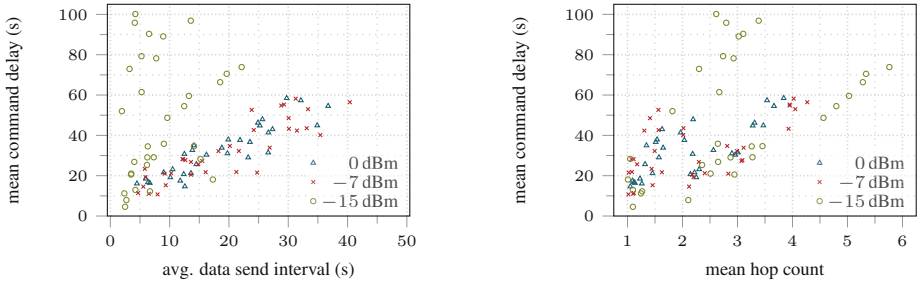 mean command delay (s)
100
80
60
40
20
0
0 dBm
−7 dBm
−15 dBm
0 10 20 30 40 50
avg. data send interval (s)
mean command delay (s)
100
80
60
40
20
0
0 dBm
−7 dBm
−15 dBm
1 2 3 4 5 6
mean hop count